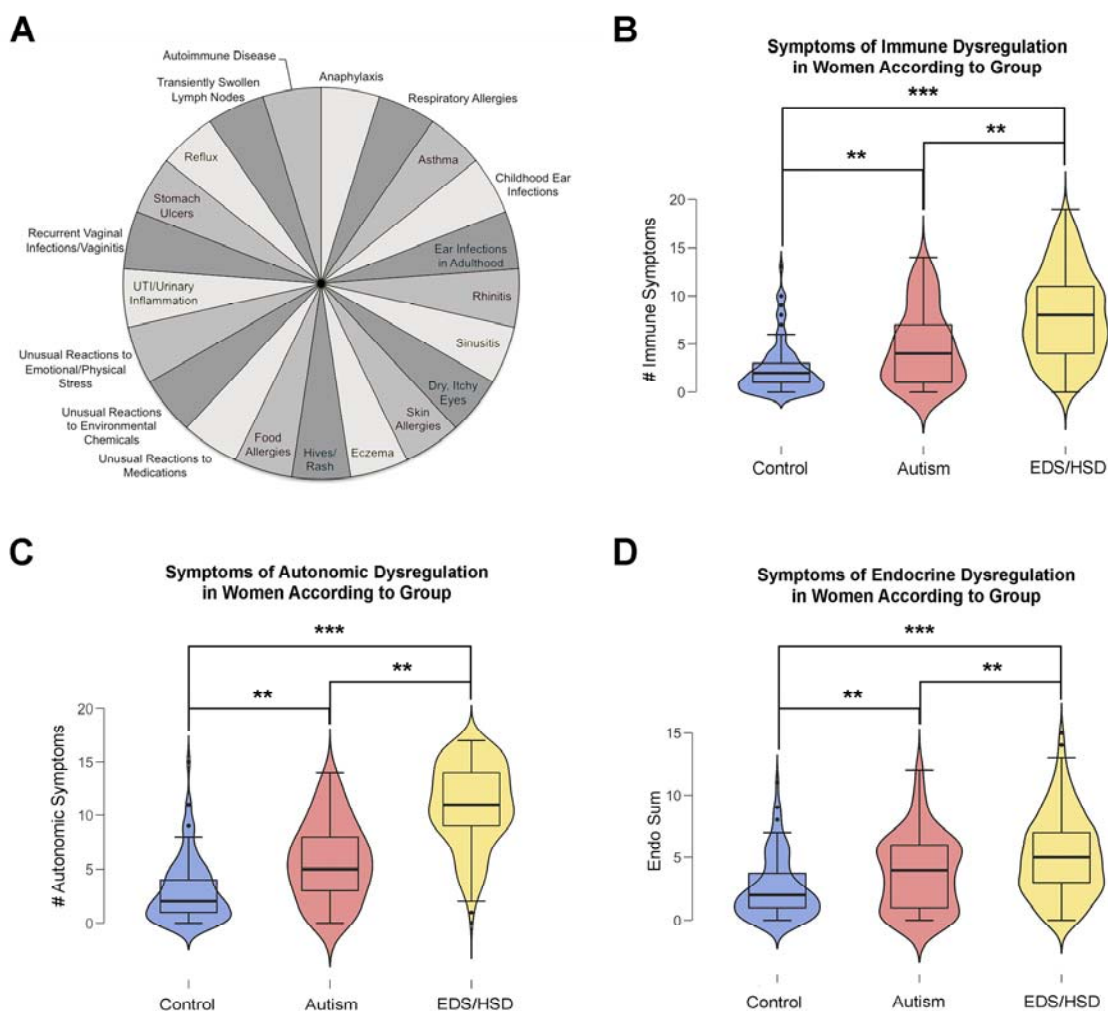 A
Autoimmune Disease
Anaphylaxis
Transiently Swollen
Lymph Nodes
Respiratory Allergies
Reflux
Asthma
Childhood Ear
Infections
Stomach
Ulcers
Recurrent Vaginal
Infections/Vaginitis
Ear Infections
in Adulthood
UTI/Urinary
Inflammation
Rhinitis
Sinusitis
Unusual Reactions to
Emotional/Physical
Stress
Dry, Itchy
Eyes
Skin
Allergies
Unusual Reactions
to Environmental
Chemicals
Food
Allergies
Hives/
Rash
Eczema
Unusual Reactions to
Medications
B
Symptoms of Immune Dysregulation
in Women According to Group
***
**
**
# Immune Symptoms
20
15
10
5
0
Control
Autism
EDS/HSD
C
Symptoms of Autonomic Dysregulation
in Women According to Group
***
**
**
# Autonomic Symptoms
20
15
10
5
0
Control
Autism
EDS/HSD
D
Symptoms of Endocrine Dysregulation
in Women According to Group
***
**
**
Endo Sum
15
10
5
0
Control
Autism
EDS/HSD